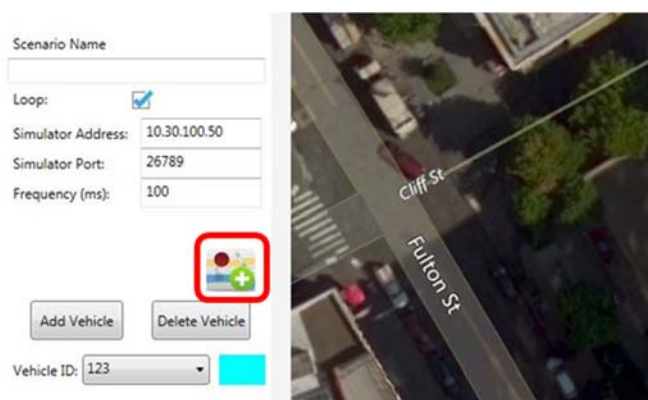 Scenario Name
Loop:
Simulator Address: 10.30.100.50
Simulator Port: 26789
Frequency (ms): 100
Add Vehicle Delete Vehicle
Vehicle ID: 123
Cliff St
Fulton St